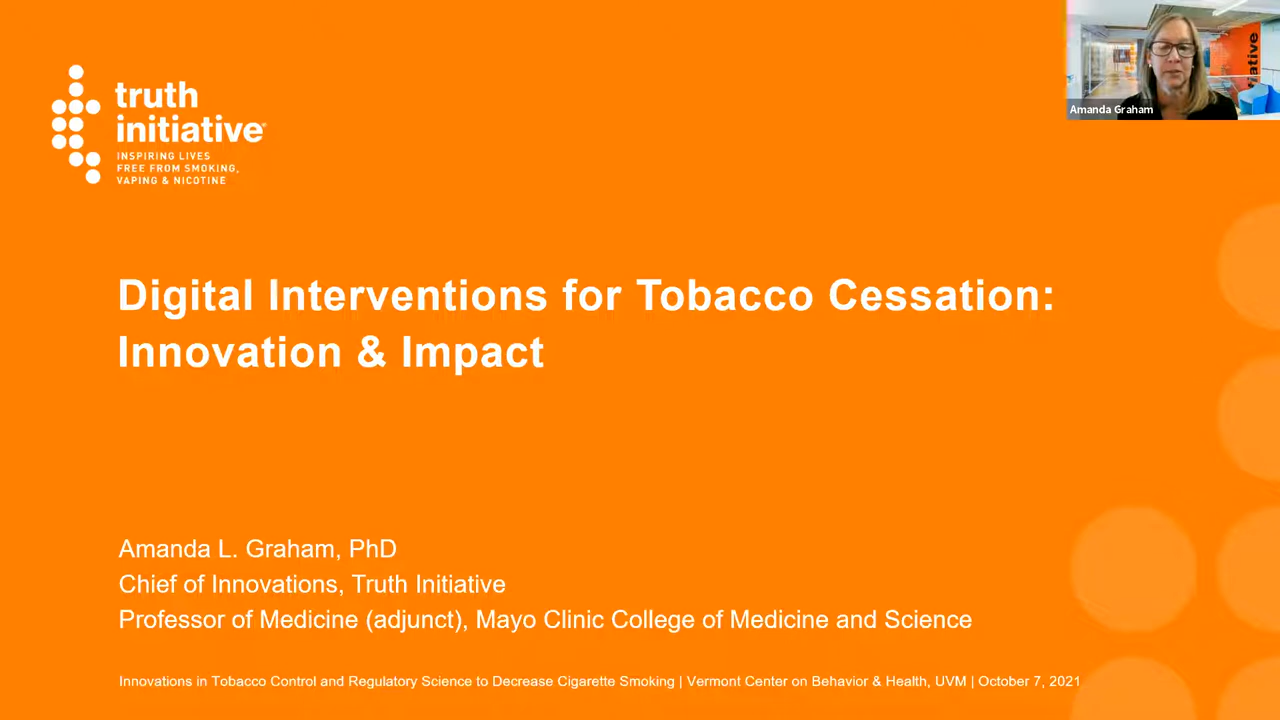 truth
initiative®
INSPIRING LIVES
FREE FROM SMOKING,
VAPING & NICOTINE
Amanda Graham
Digital Interventions for Tobacco Cessation:
Innovation & Impact
Amanda L. Graham, PhD
Chief of Innovations, Truth Initiative
Professor of Medicine (adjunct), Mayo Clinic College of Medicine and Science
Innovations in Tobacco Control and Regulatory Science to Decrease Cigarette Smoking | Vermont Center on Behavior & Health, UVM | October 7, 2021